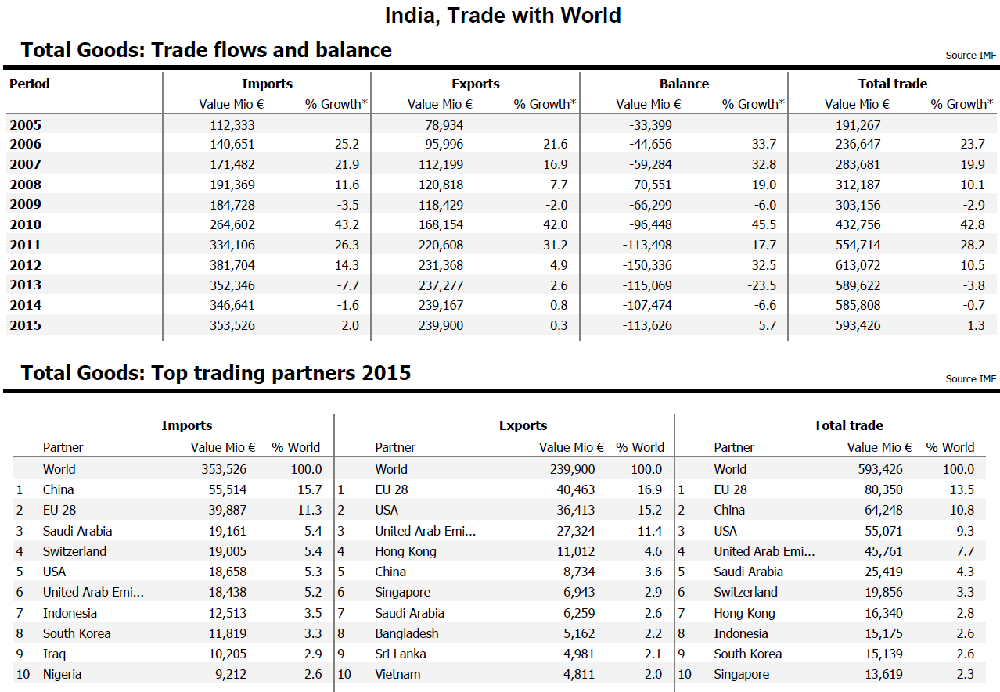 India, Trade with World
Total Goods: Trade flows and balance
Source IMF
Period Imports Exports Balance Total trade
Value Mio € % Growth* Value Mio € % Growth* Value Mio € % Growth* Value Mio € % Growth*
2005 112,333 78,934 -33,399 191,267
2006 140,651 25.2 95,996 21.6 -44,656 33.7 236,647 23.7
2007 171,482 21.9 112,199 16.9 -59,284 32.8 283,681 19.9
2008 191,369 11.6 120,818 7.7 -70,551 19.0 312,187 10.1
2009 184,728 -3.5 118,429 -2.0 -66,299 -6.0 303,156 -2.9
2010 264,602 43.2 168,154 42.0 -96,448 45.5 432,756 42.8
2011 334,106 26.3 220,608 31.2 -113,498 17.7 554,714 28.2
2012 381,704 14.3 231,368 4.9 -150,336 32.5 613,072 10.5
2013 352,346 -7.7 237,277 2.6 -115,069 -23.5 589,622 -3.8
2014 346,641 -1.6 239,167 0.8 -107,474 -6.6 585,808 -0.7
2015 353,526 2.0 239,900 0.3 -113,626 5.7 593,426 1.3
Total Goods: Top trading partners 2015
Source IMF
Imports Exports Total trade
Partner Value Mio € % World Partner Value Mio € % World Partner Value Mio € % World
World 353,526 100.0 World 239,900 100.0 World 593,426 100.0
1 China 55,514 15.7 1 EU 28 40,463 16.9 1 EU 28 80,350 13.5
2 EU 28 39,887 11.3 2 USA 36,413 15.2 2 China 64,248 10.8
3 Saudi Arabia 19,161 5.4 3 United Arab Emi... 27,324 11.4 3 USA 55,071 9.3
4 Switzerland 19,005 5.4 4 Hong Kong 11,012 4.6 4 United Arab Emi... 45,761 7.7
5 USA 18,658 5.3 5 China 8,734 3.6 5 Saudi Arabia 25,419 4.3
6 United Arab Emi... 18,438 5.2 6 Singapore 6,943 2.9 6 Switzerland 19,856 3.3
7 Indonesia 12,513 3.5 7 Saudi Arabia 6,259 2.6 7 Hong Kong 16,340 2.8
8 South Korea 11,819 3.3 8 Bangladesh 5,162 2.2 8 Indonesia 15,175 2.6
9 Iraq 10,205 2.9 9 Sri Lanka 4,981 2.1 9 South Korea 15,139 2.6
10 Nigeria 9,212 2.6 10 Vietnam 4,811 2.0 10 Singapore 13,619 2.3